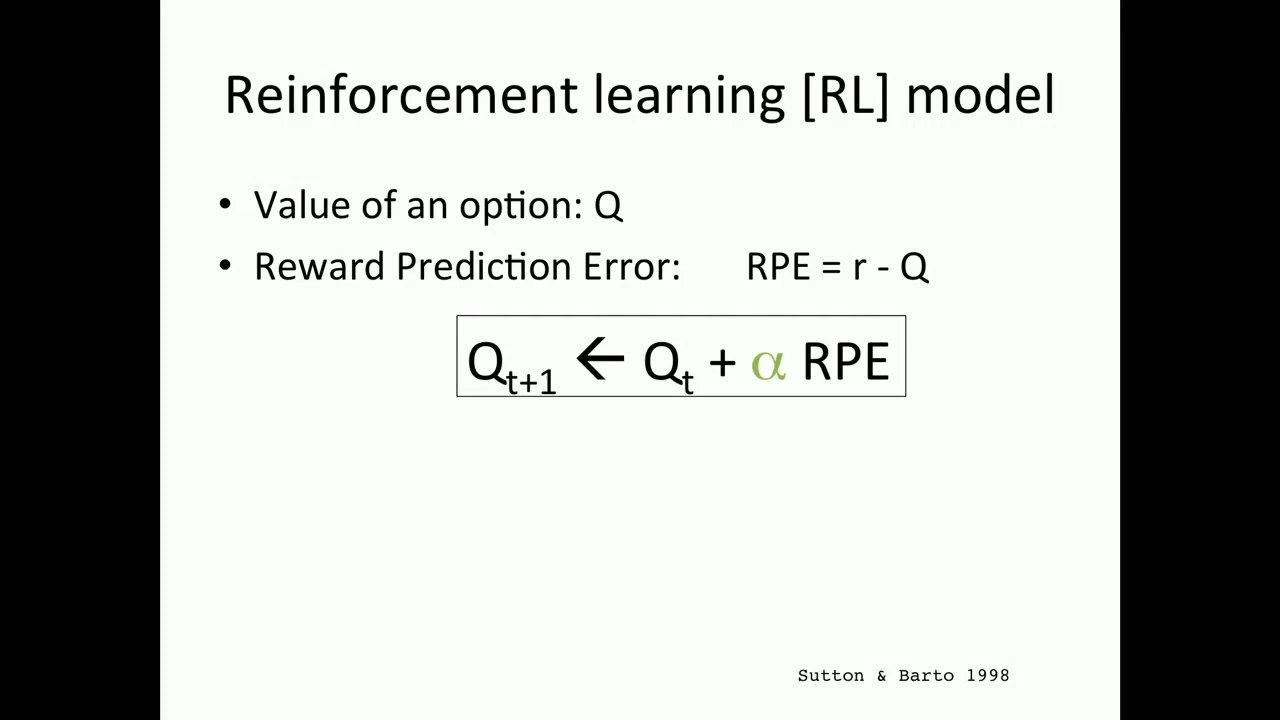 Reinforcement learning [RL] model
• Value of an option: Q
• Reward Prediction Error: RPE = r - Q
Qt+1 ← Qt + α RPE
Sutton & Barto 1998